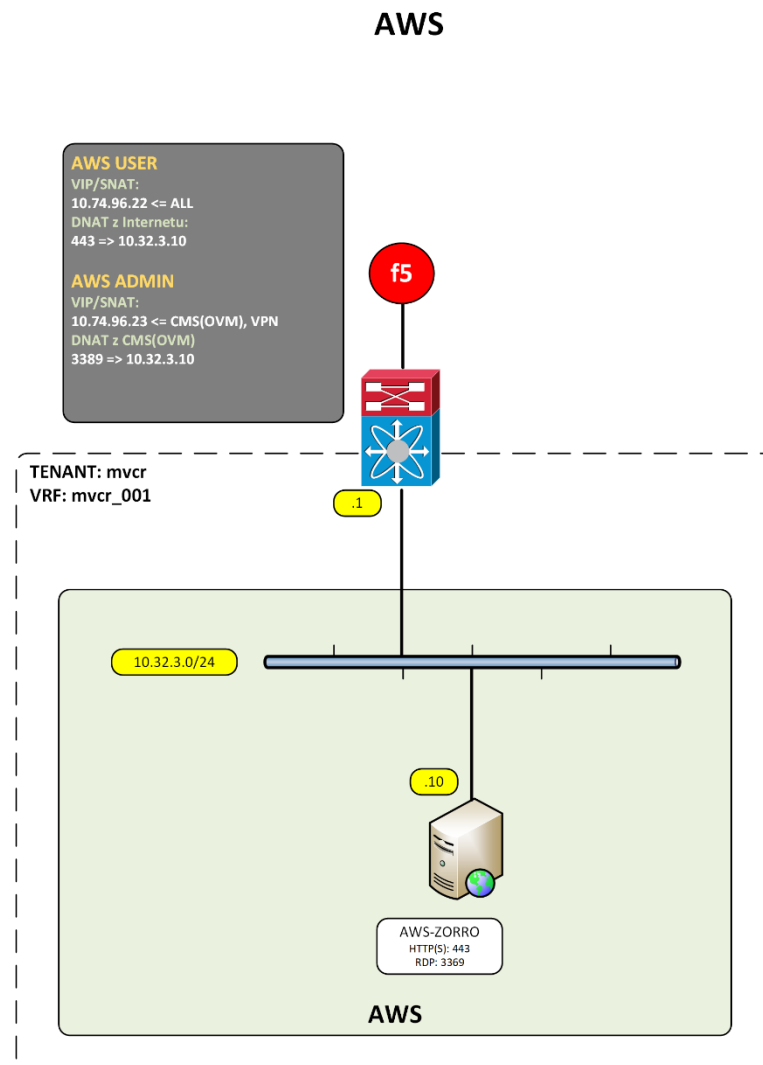 AWS
AWS USER
VIP/SNAT:
10.74.96.22 <= ALL
DNAT z Internetu:
443 => 10.32.3.10
AWS ADMIN
VIP/SNAT:
10.74.96.23 <= CMS(OVM), VPN
DNAT z CMS(OVM)
3389 => 10.32.3.10
f5
TENANT: mvcr
VRF: mvcr_001
.1
10.32.3.0/24
.10
AWS-ZORRO
HTTP(S): 443
RDP: 3369
AWS